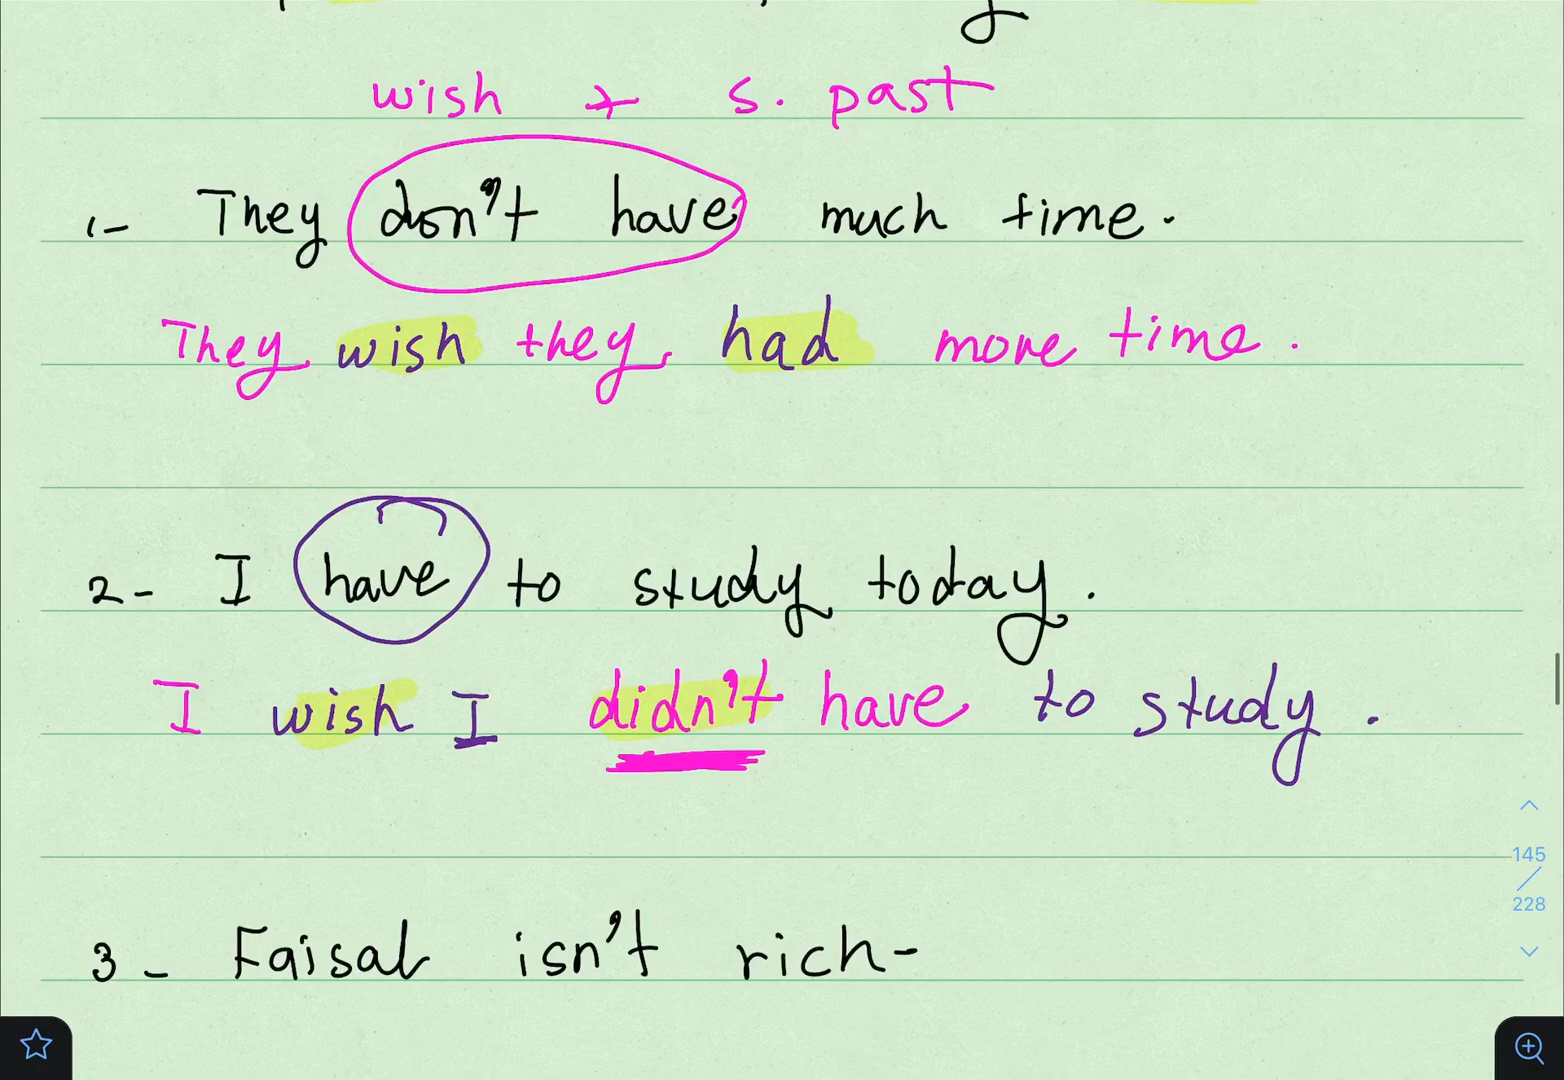 wish + s. past
1- They don't have much time.
They wish they had more time.
2- I have to study today.
I wish I didn't have to study.
145
/
228
3- Faisal isn't rich-